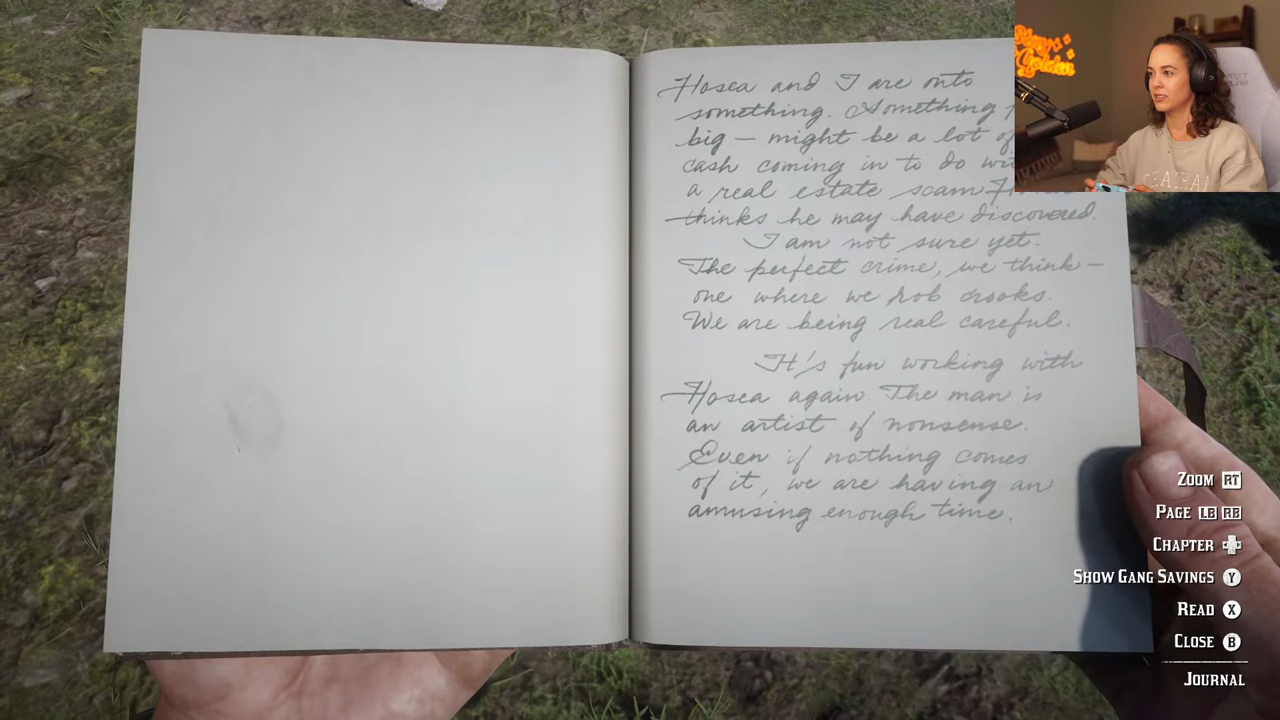 Hosea and I are onto
something. Something
big — might be a lot of
cash coming in to do
a real estate scam
thinks he may have discovered.
I am not sure yet.
The perfect crime, we think —
one where we rob crooks.
We are being real careful.
It's fun working with
Hosea again. The man is
an artist of nonsense.
Even if nothing comes
of it, we are having an
amusing enough time.
ZOOM RT
PAGE LB RB
CHAPTER
SHOW GANG SAVINGS Y
READ X
CLOSE B
JOURNAL